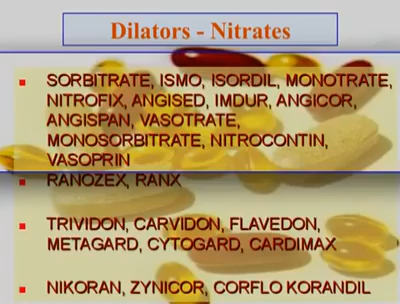 Dilators - Nitrates
SORBITRATE, ISMO, ISORDIL, MONOTRATE,
NITROFIX, ANGISED, IMDUR, ANGICOR,
ANGISPAN, VASOTRATE,
MONOSORBITRATE, NITROCONTIN,
VASOPRIN
RANOZEX, RANX
TRIVIDON, CARVIDON, FLAVEDON,
METAGARD, CYTOGARD, CARDIMAX
NIKORAN, ZYNICOR, CORFLO KORANDIL